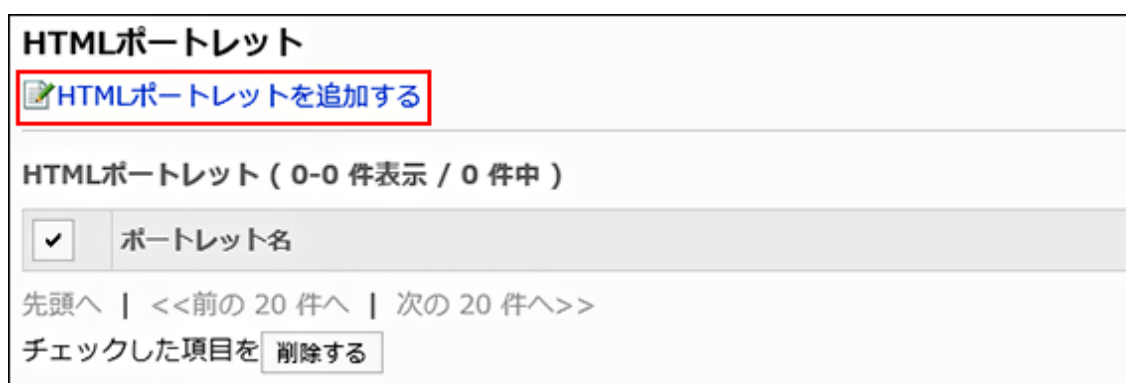 HTMLポートレット
HTMLポートレットを追加する
HTMLポートレット ( 0-0 件表示 / 0 件中 )
ポートレット名
先頭へ | <<前の 20 件へ | 次の 20 件へ>>
チェックした項目を 削除する